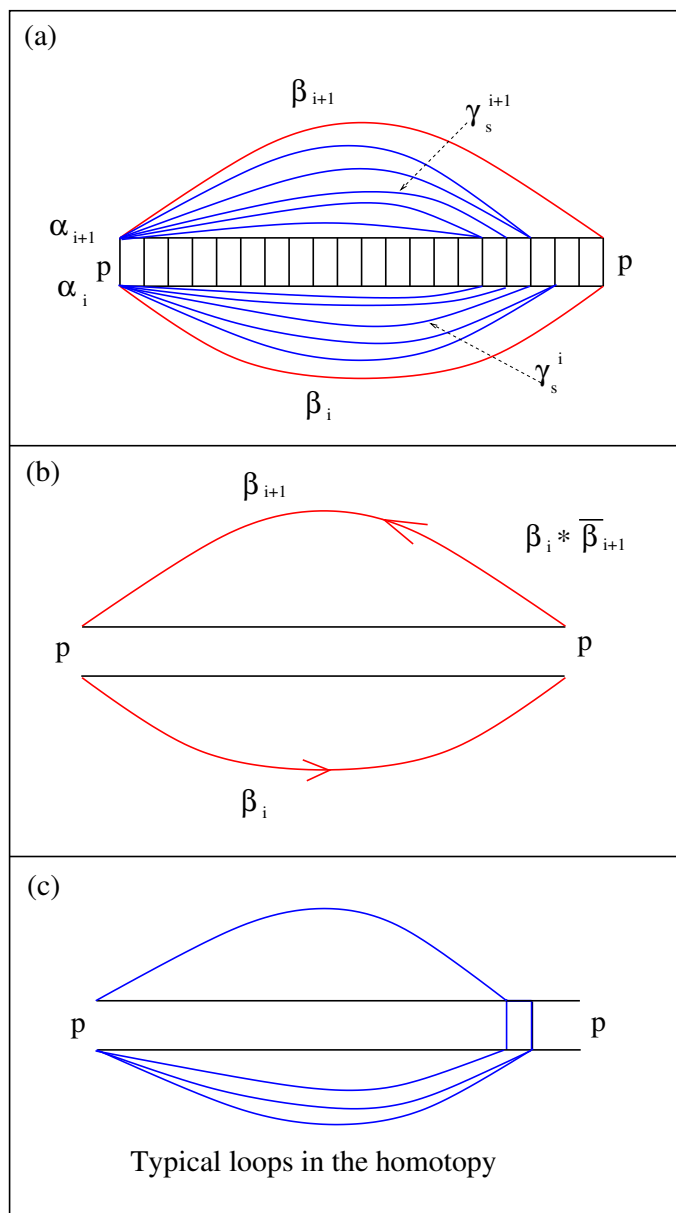 (a)
β i+1
γ s i+1
α i+1
p
p
α i
γ s i
β i
(b)
β i+1
β i ∗ β̅ i+1
p
p
β i
(c)
p
p
Typical loops in the homotopy